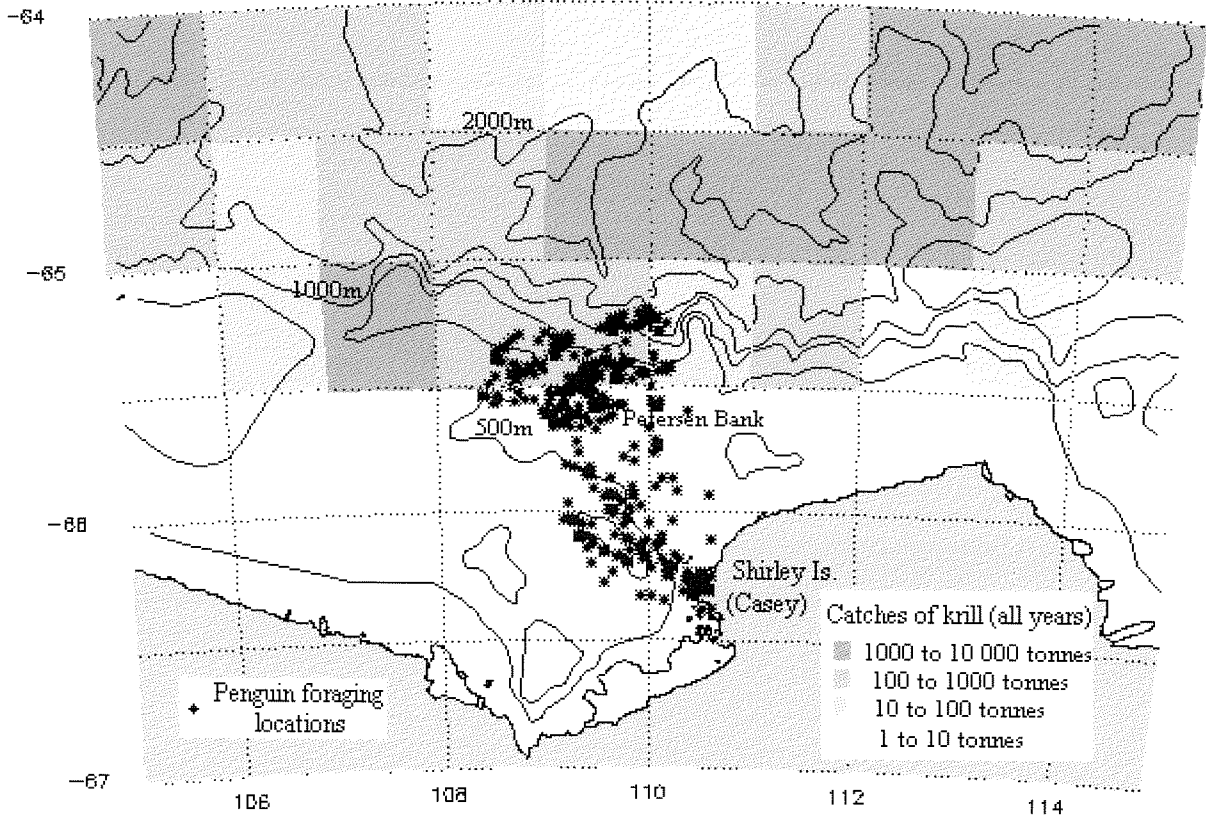 -64
2000m
-65
1000m
500m
Petersen Bank
-66
Shirley Is.
(Casey)
Catches of krill (all years)
1000 to 10 000 tonnes
100 to 1000 tonnes
10 to 100 tonnes
1 to 10 tonnes
Penguin foraging
locations
-67
106
108
110
112
114